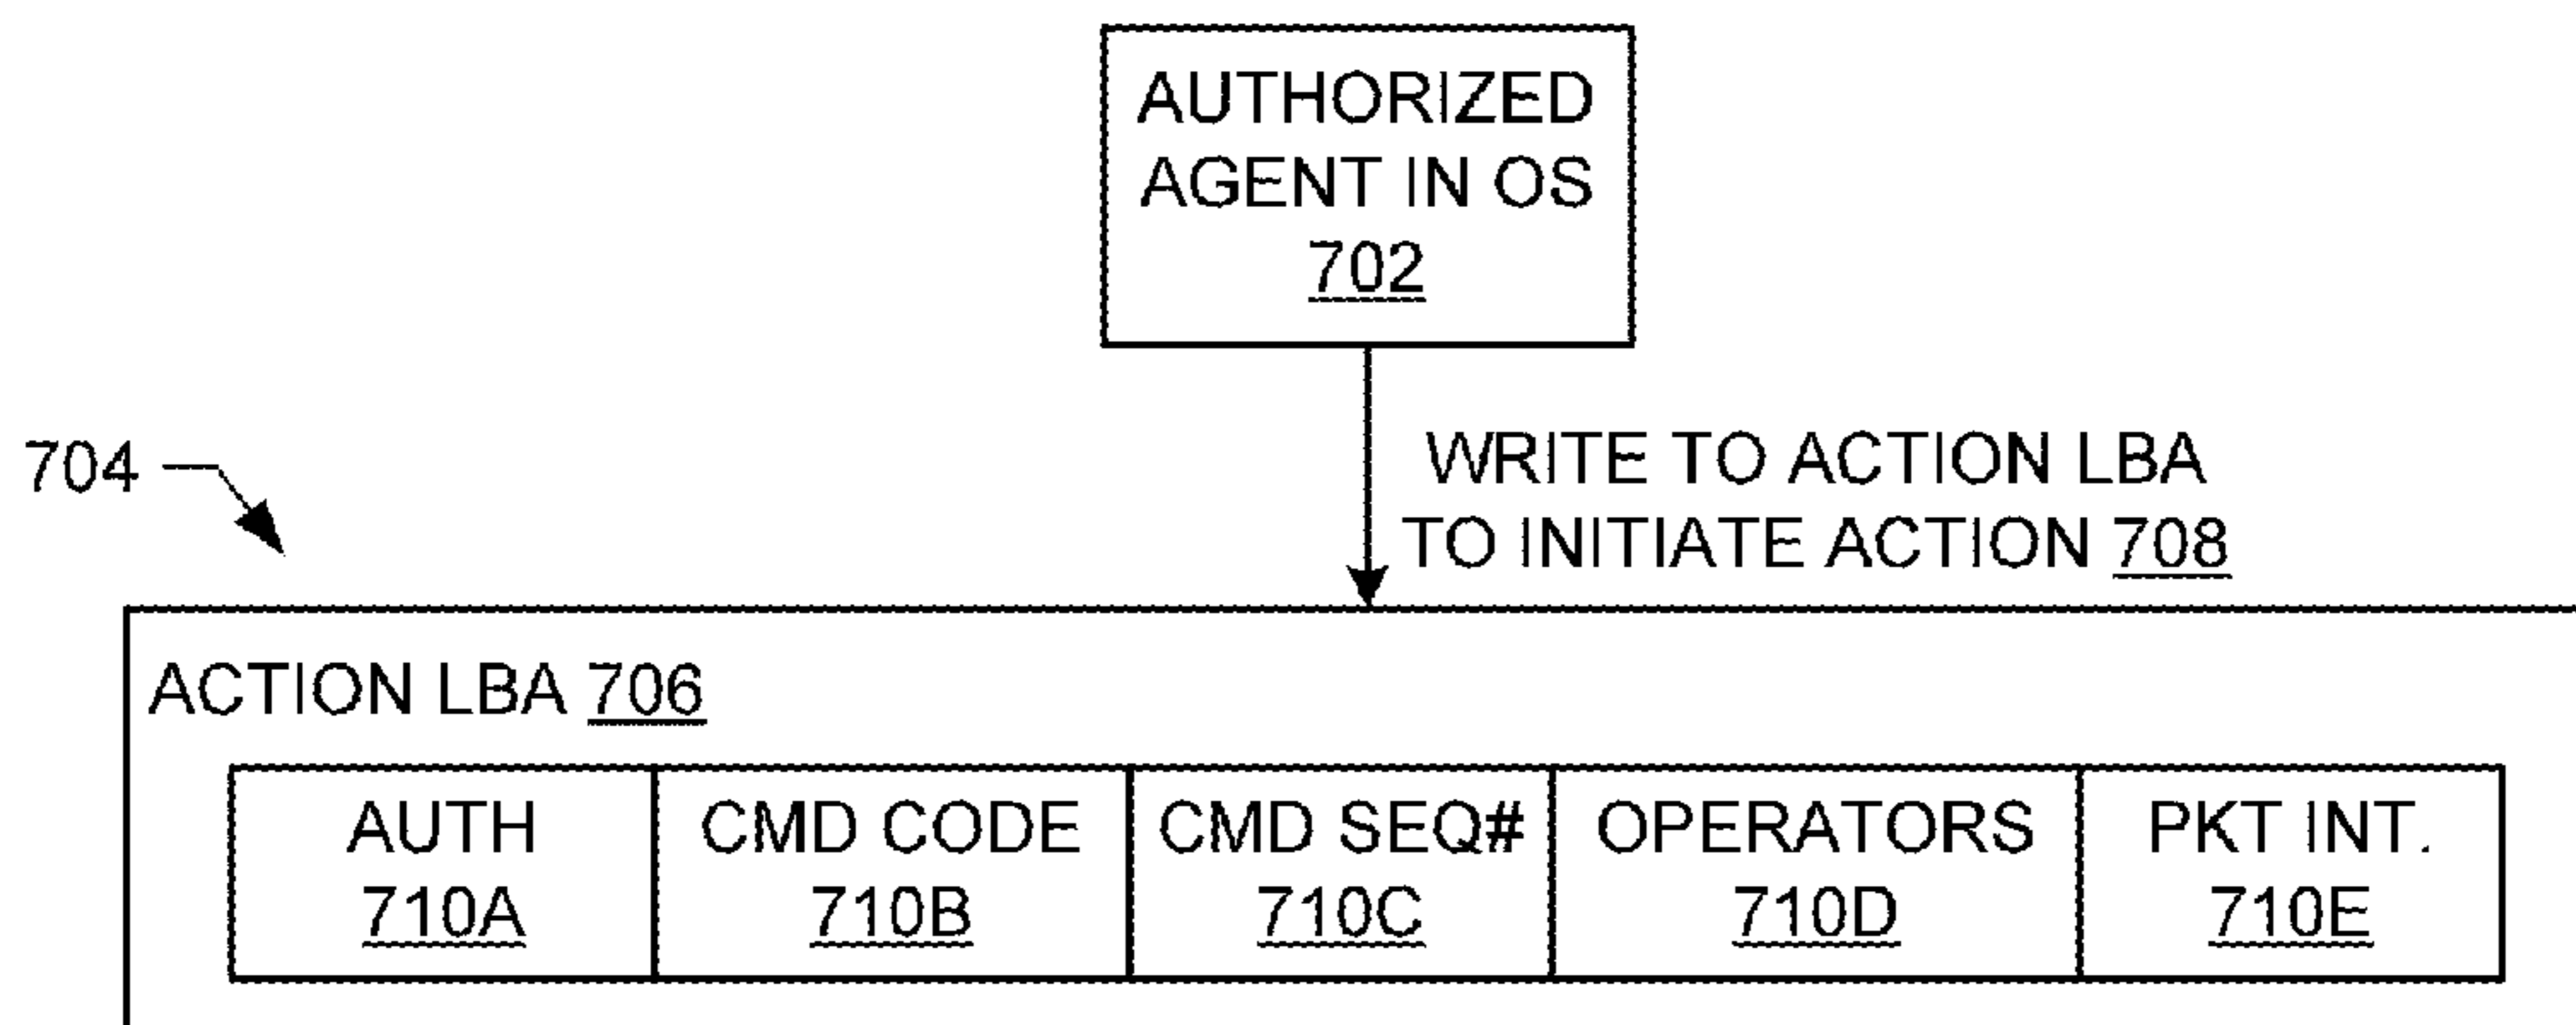 AUTHORIZED
AGENT IN OS
702
704
WRITE TO ACTION LBA
TO INITIATE ACTION 708
ACTION LBA 706
AUTH
710A
CMD CODE
710B
CMD SEQ#
710C
OPERATORS
710D
PKT INT.
710E